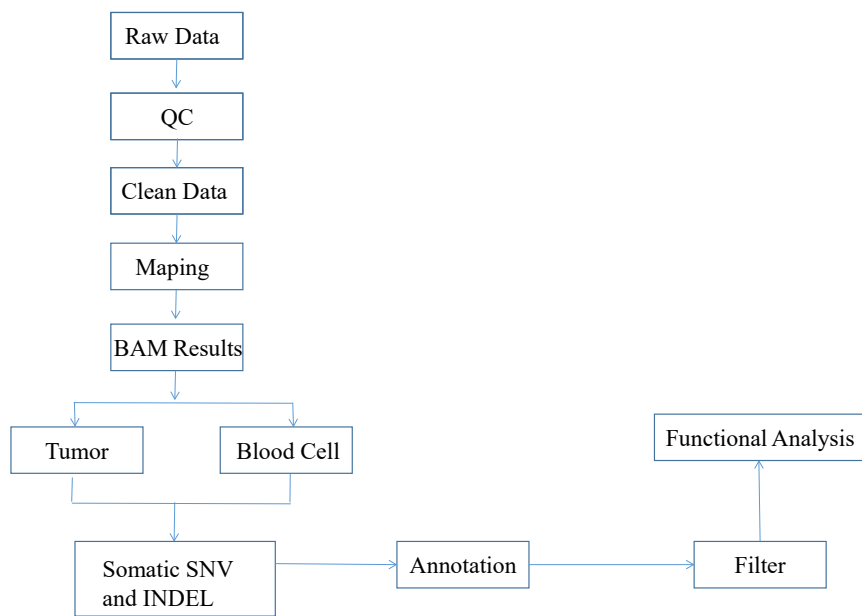 Raw Data
QC
Clean Data
Maping
BAM Results
Tumor
Blood Cell
Functional Analysis
Somatic SNV
and INDEL
Annotation
Filter